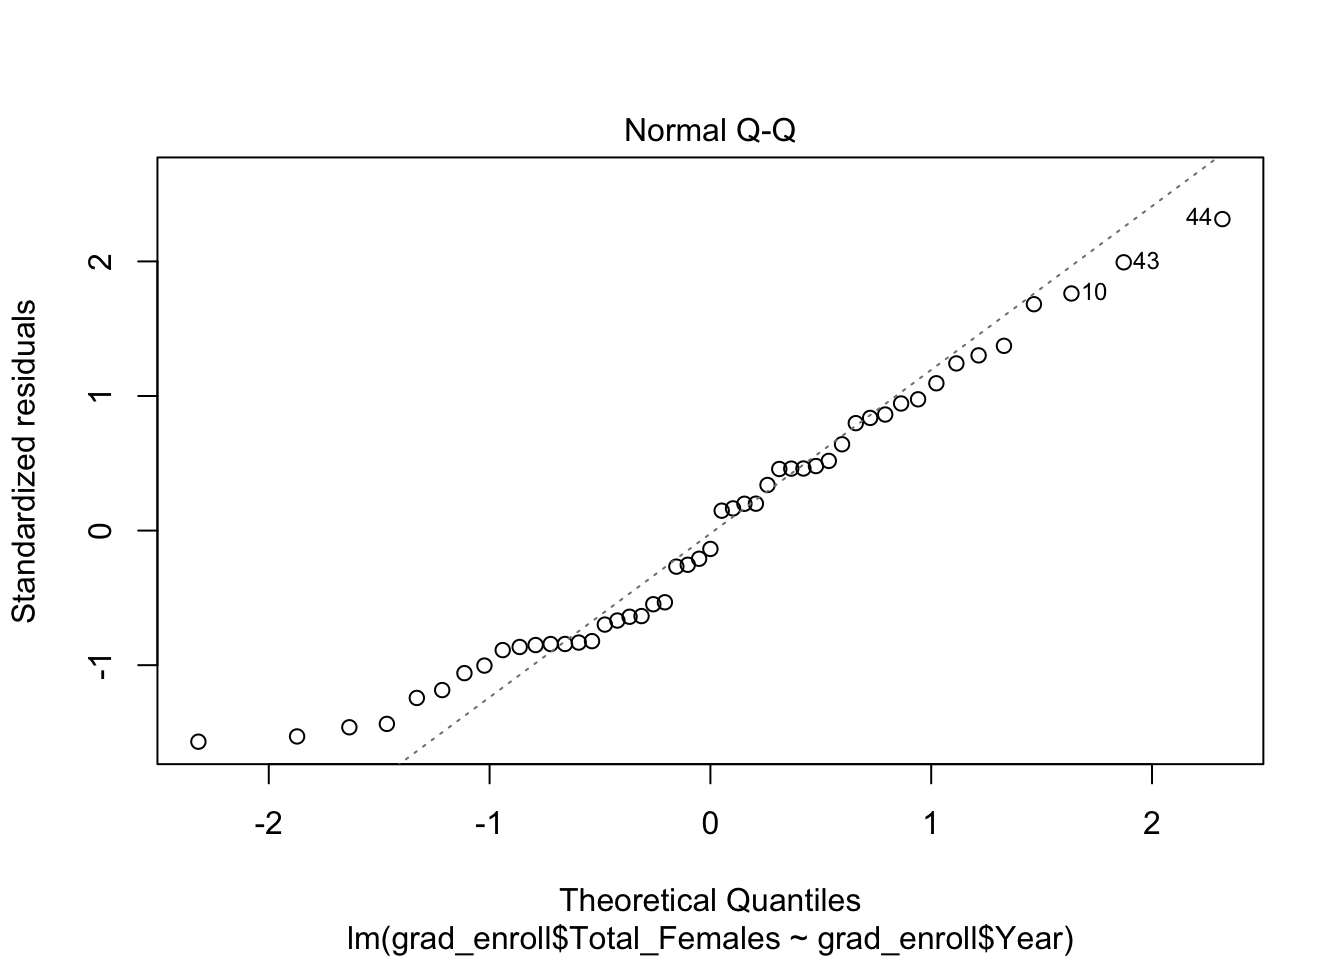 Normal Q-Q
Standardized residuals
2
1
0
-1
44
43
10
-2 -1 0 1 2
Theoretical Quantiles
lm(grad_enroll$Total_Females ~ grad_enroll$Year)